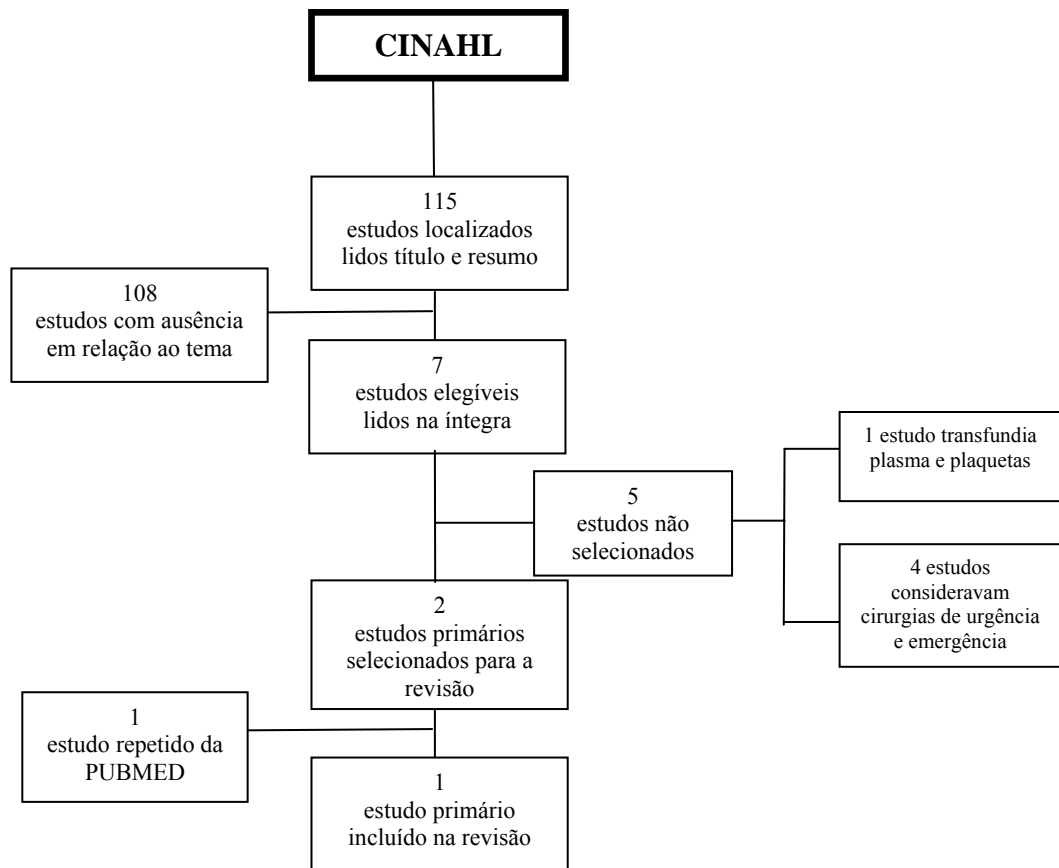 CINAHL
115
estudos localizados
lidos título e resumo
108
estudos com ausência
em relação ao tema
7
estudos elegíveis
lidos na íntegra
5
estudos não
selecionados
1 estudo transfundia
plasma e plaquetas
4 estudos
consideravam
cirurgias de urgência
e emergência
2
estudos primários
selecionados para a
revisão
1
estudo repetido da
PUBMED
1
estudo primário
incluído na revisão